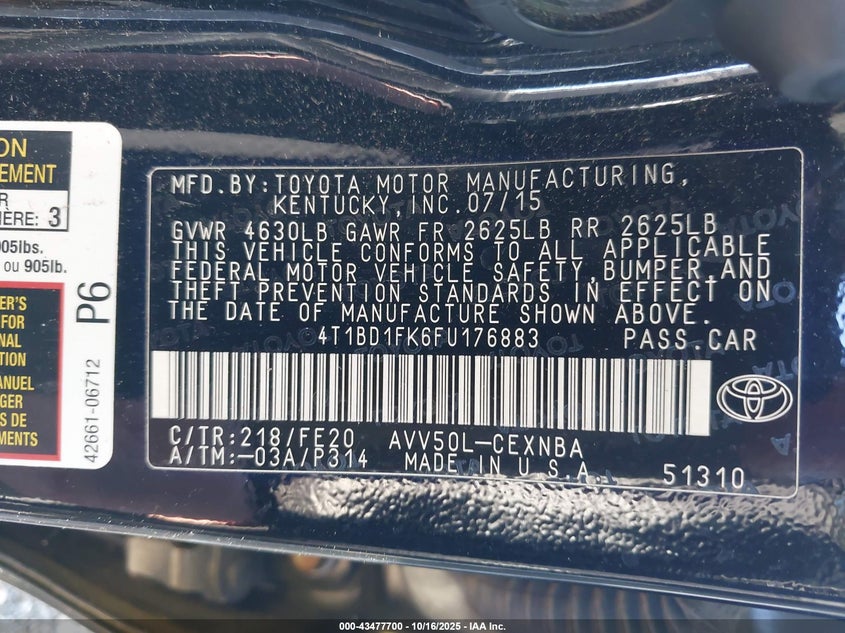 ON
EMENT
R
IÈRE: 3
905lbs.
ou 905lb.
ER'S
FOR
NAL
TION
ANUEL
GER
S DE
MENTS
P6
42661-06712
MFD.BY:TOYOTA MOTOR MANUFACTURING,
KENTUCKY,INC.07/15
GVWR 4630LB GAWR FR 2625LB RR 2625LB
THIS VEHICLE CONFORMS TO ALL APPLICABLE
FEDERAL MOTOR VEHICLE SAFETY,BUMPER,AND
THEFT PREVENTION STANDARDS IN EFFECT ON
THE DATE OF MANUFACTURE SHOWN ABOVE.
4T1BD1FK6FU176883 PASS.CAR
C/TR:218/FE20 AVV50L-CEXNBA
A/TM:-03A/P314 MADE IN U.S.A. 51310
000-43477700 - 10/16/2025 - IAA Inc.